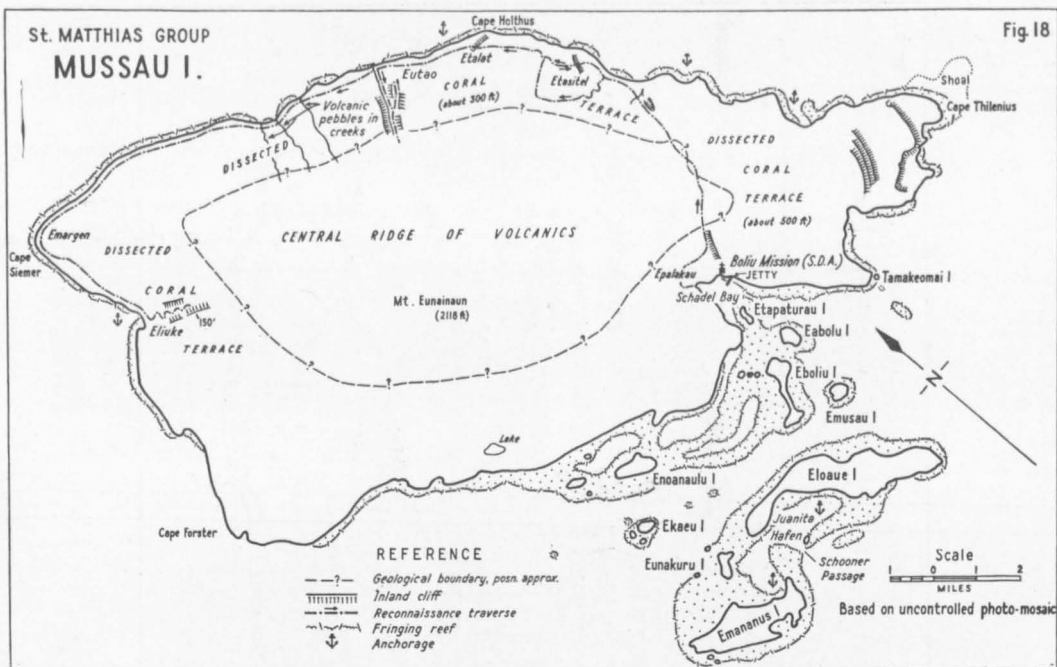 St. MATTHIAS GROUP
MUSSAU I.
Fig. 18
Cape Holthus
Etalat
Eutao
CORAL
(about 300 ft)
Etasitel
TERRACE
Shoal
Cape Thilenius
Volcanic
pebbles in
creeks
DISSECTED
DISSECTED
CORAL
TERRACE
(about 500 ft)
CENTRAL RIDGE OF VOLCANICS
Emargen
Cape
Siemer
DISSECTED
CORAL
Eliuke
150'
TERRACE
Mt. Eunainaun
(2118 ft)
Epalakau
Boliu Mission (S.D.A.)
JETTY
Schadel Bay
Tamakeomai I
Etapaturau I
Eabolu I
Eboliu I
Emusau I
N
Lake
Enoanaulu I
Eloaue I
Cape Forster
Ekaeu I
Juanita
Hafen
Eunakuru I
Schooner
Passage
Emananus I
REFERENCE
Geological boundary, posn. approx.
Inland cliff
Reconnaissance traverse
Fringing reef
Anchorage
Scale
1 0 1 2
MILES
Based on uncontrolled photo-mosaic